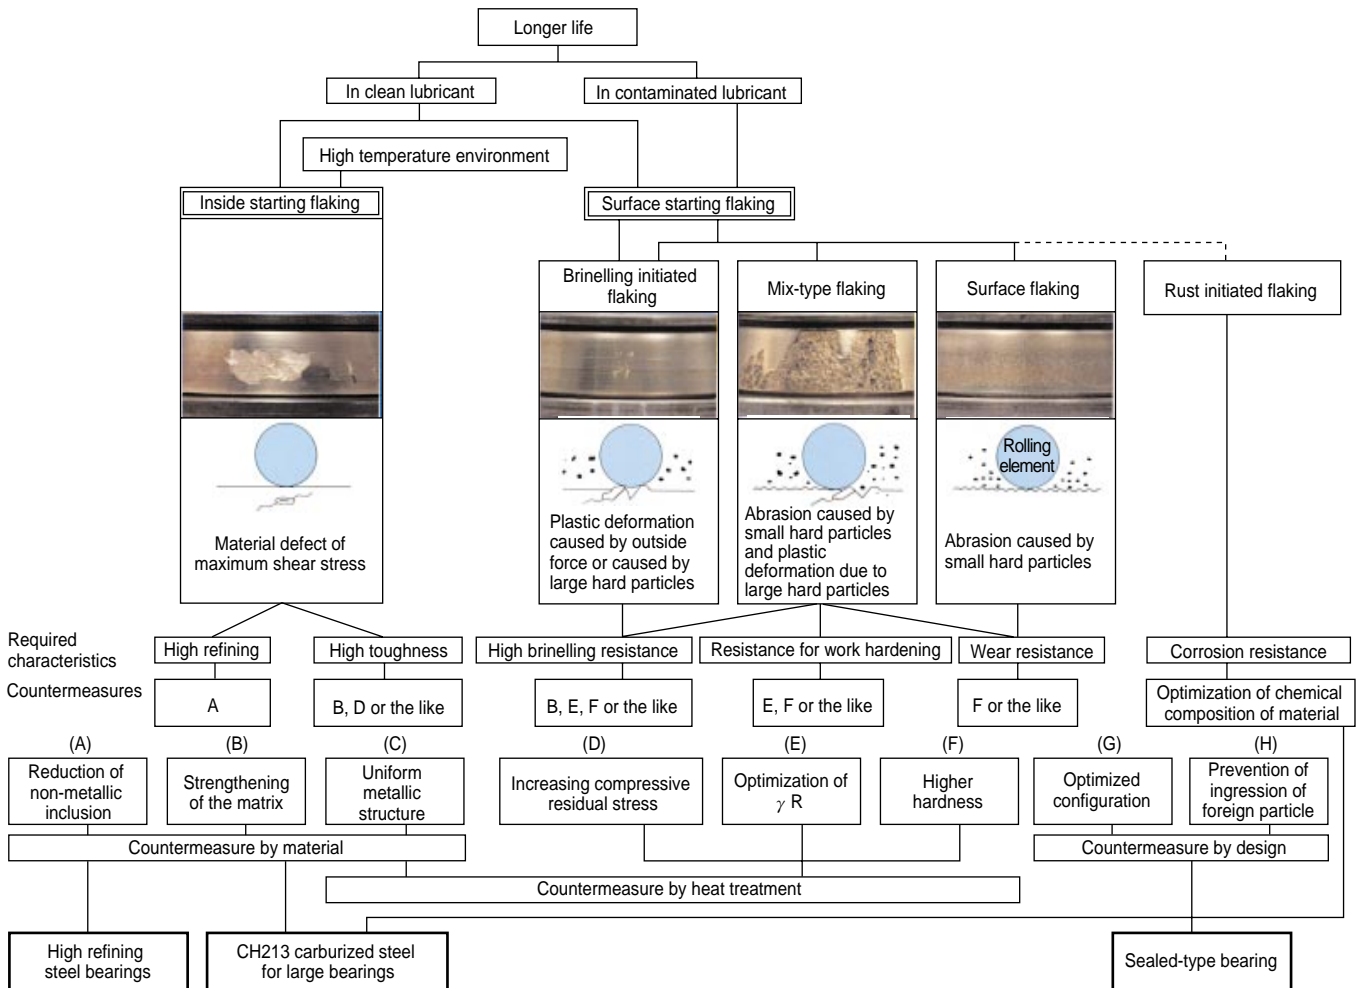 Longer life
In clean lubricant
In contaminated lubricant
High temperature environment
Inside starting flaking
Surface starting flaking
Brinelling initiated
flaking
Mix-type flaking
Surface flaking
Rust initiated flaking
Rolling
element
Material defect of
maximum shear stress
Plastic deformation
caused by outside
force or caused by
large hard particles
Abrasion caused by
small hard particles
and plastic
deformation due to
large hard particles
Abrasion caused by
small hard particles
Required
characteristics
High refining
High toughness
High brinelling resistance
Resistance for work hardening
Wear resistance
Corrosion resistance
Countermeasures
A
B, D or the like
B, E, F or the like
E, F or the like
F or the like
Optimization of chemical
composition of material
(A)
(B)
(C)
(D)
(E)
(F)
(G)
(H)
Reduction of
non-metallic
inclusion
Strengthening
of the matrix
Uniform
metallic
structure
Increasing compressive
residual stress
Optimization of
γ R
Higher
hardness
Optimized
configuration
Prevention of
ingression of
foreign particle
Countermeasure by material
Countermeasure by design
Countermeasure by heat treatment
High refining
steel bearings
CH213 carburized steel
for large bearings
Sealed-type bearing